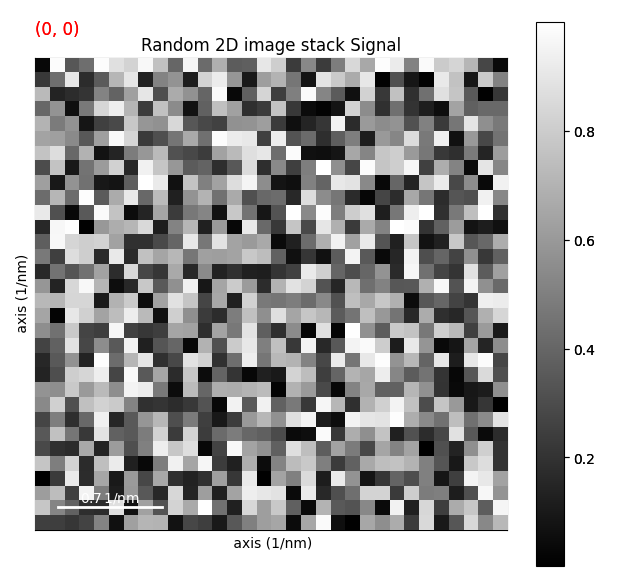 (0, 0)
Random 2D image stack Signal
0.8
0.6
0.4
0.2
axis (1/nm)
0.7 1/nm
axis (1/nm)